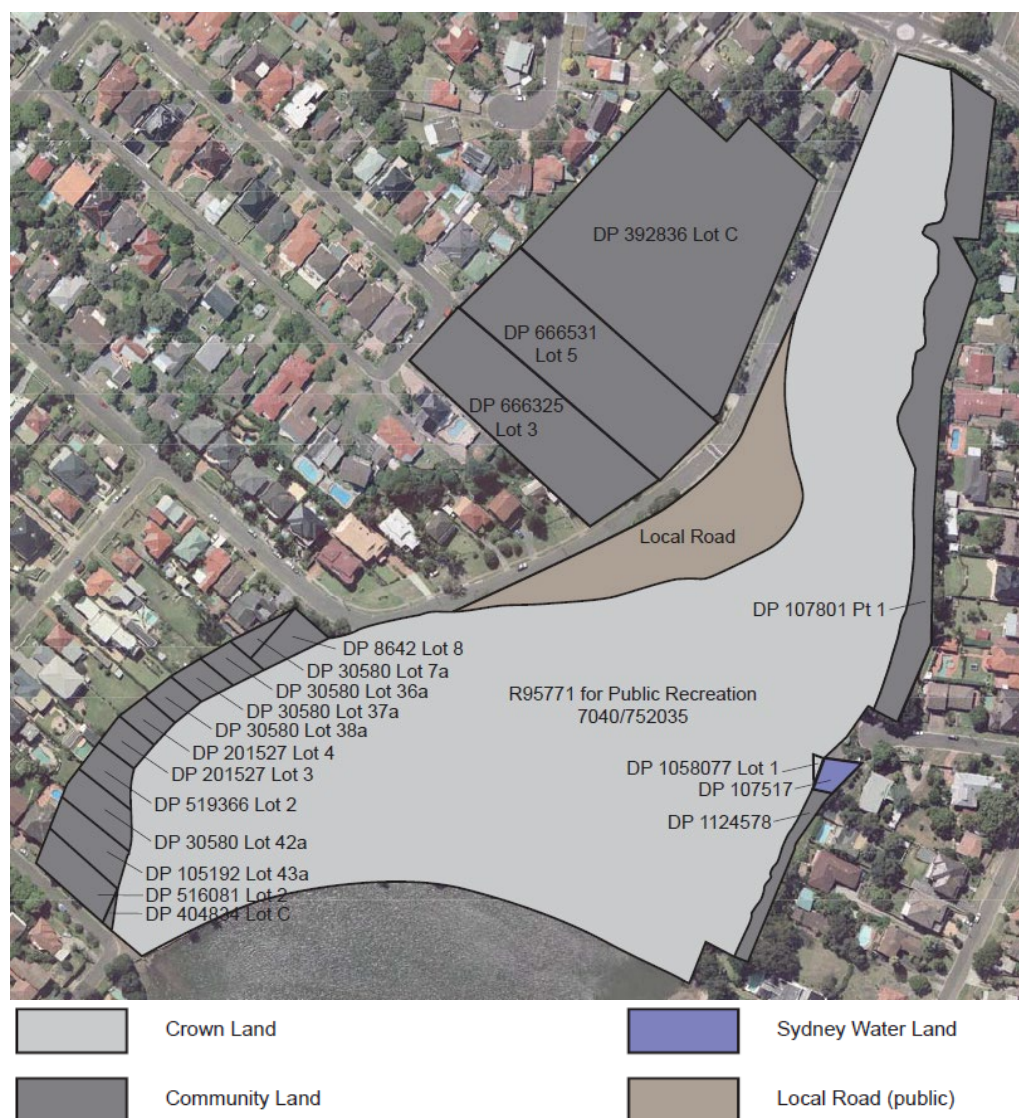 DP 392836 Lot C
DP 666531
Lot 5
DP 666325
Lot 3
Local Road
DP 107801 Pt 1
DP 8642 Lot 8
DP 30580 Lot 7a
DP 30580 Lot 36a
DP 30580 Lot 37a
DP 30580 Lot 38a
DP 201527 Lot 4
DP 201527 Lot 3
DP 519366 Lot 2
DP 30580 Lot 42a
DP 105192 Lot 43a
DP 516081 Lot 2
DP 404834 Lot C
R95771 for Public Recreation
7040/752035
DP 1058077 Lot 1
DP 107517
DP 1124578
Crown Land
Sydney Water Land
Community Land
Local Road (public)